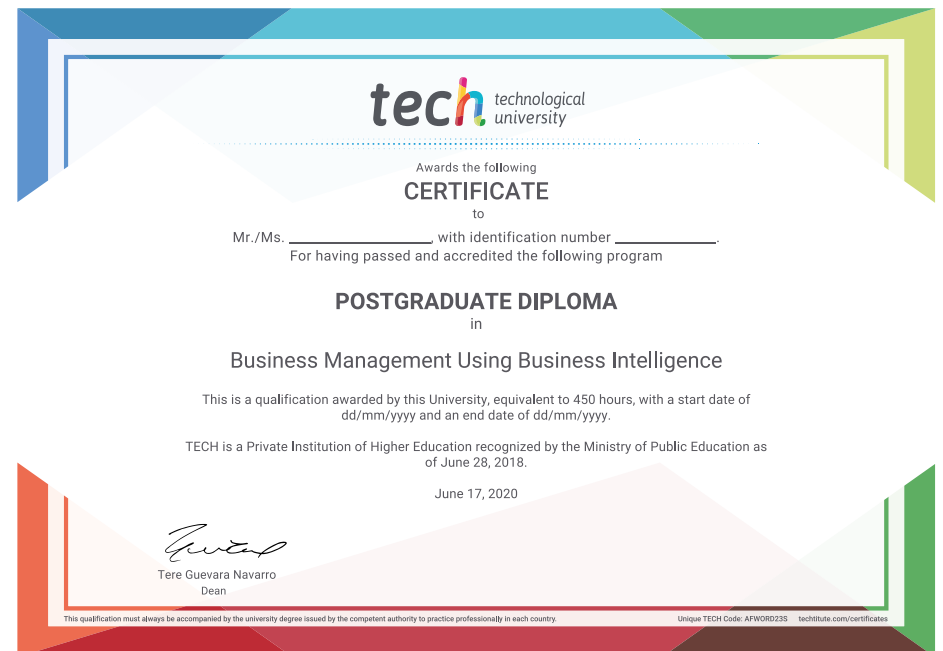 tech technological
university
Awards the following
CERTIFICATE
to
Mr./Ms. ____________________, with identification number ______________.
For having passed and accredited the following program
POSTGRADUATE DIPLOMA
in
Business Management Using Business Intelligence
This is a qualification awarded by this University, equivalent to 450 hours, with a start date of
dd/mm/yyyy and an end date of dd/mm/yyyy.
TECH is a Private Institution of Higher Education recognized by the Ministry of Public Education as
of June 28, 2018.
June 17, 2020
Tere Guevara Navarro
Dean
This qualification must always be accompanied by the university degree issued by the competent authority to practice professionally in each country.
Unique TECH Code: AFWORD23S techtitute.com/certificates